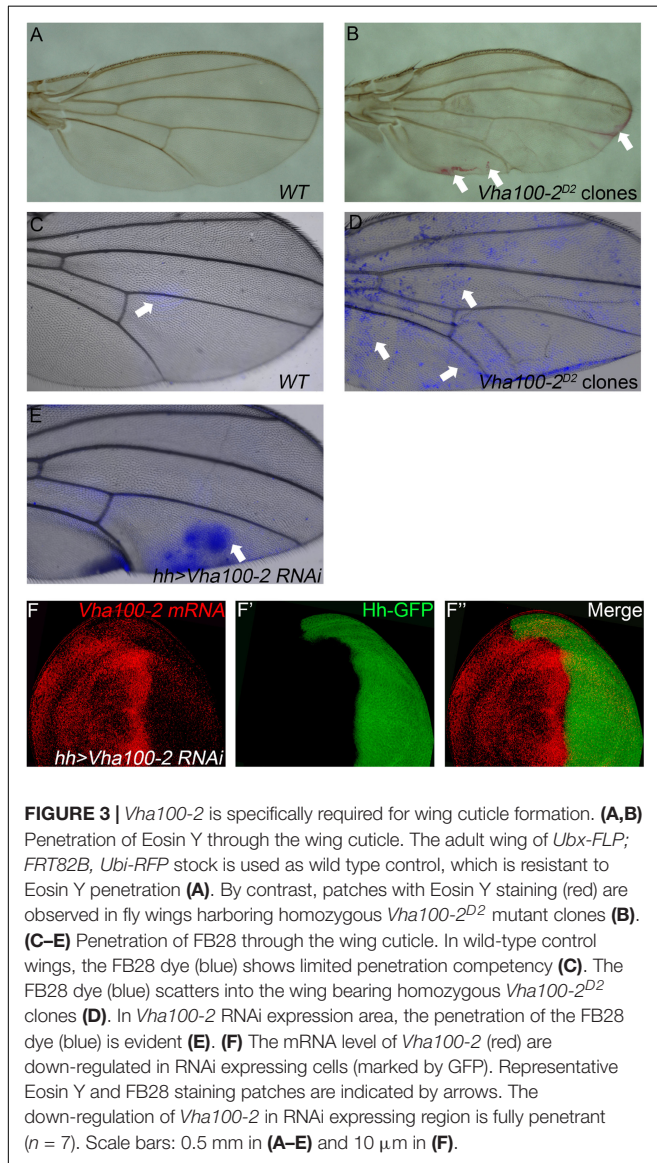 A
WT
B
Vha100-2D2 clones
C
WT
D
Vha100-2D2 clones
E
hh>Vha100-2 RNAi
F
Vha100-2 mRNA
hh>Vha100-2 RNAi
F'
Hh-GFP
F''
Merge
FIGURE 3 | Vha100-2 is specifically required for wing cuticle formation. (A,B)
Penetration of Eosin Y through the wing cuticle. The adult wing of Ubx-FLP;
FRT82B, Ubi-RFP stock is used as wild type control, which is resistant to
Eosin Y penetration (A). By contrast, patches with Eosin Y staining (red) are
observed in fly wings harboring homozygous Vha100-2D2 mutant clones (B).
(C–E) Penetration of FB28 through the wing cuticle. In wild-type control
wings, the FB28 dye (blue) shows limited penetration competency (C). The
FB28 dye (blue) scatters into the wing bearing homozygous Vha100-2D2
clones (D). In Vha100-2 RNAi expression area, the penetration of the FB28
dye (blue) is evident (E). (F) The mRNA level of Vha100-2 (red) are
down-regulated in RNAi expressing cells (marked by GFP). Representative
Eosin Y and FB28 staining patches are indicated by arrows. The
down-regulation of Vha100-2 in RNAi expressing region is fully penetrant
(n = 7). Scale bars: 0.5 mm in (A–E) and 10 μm in (F).